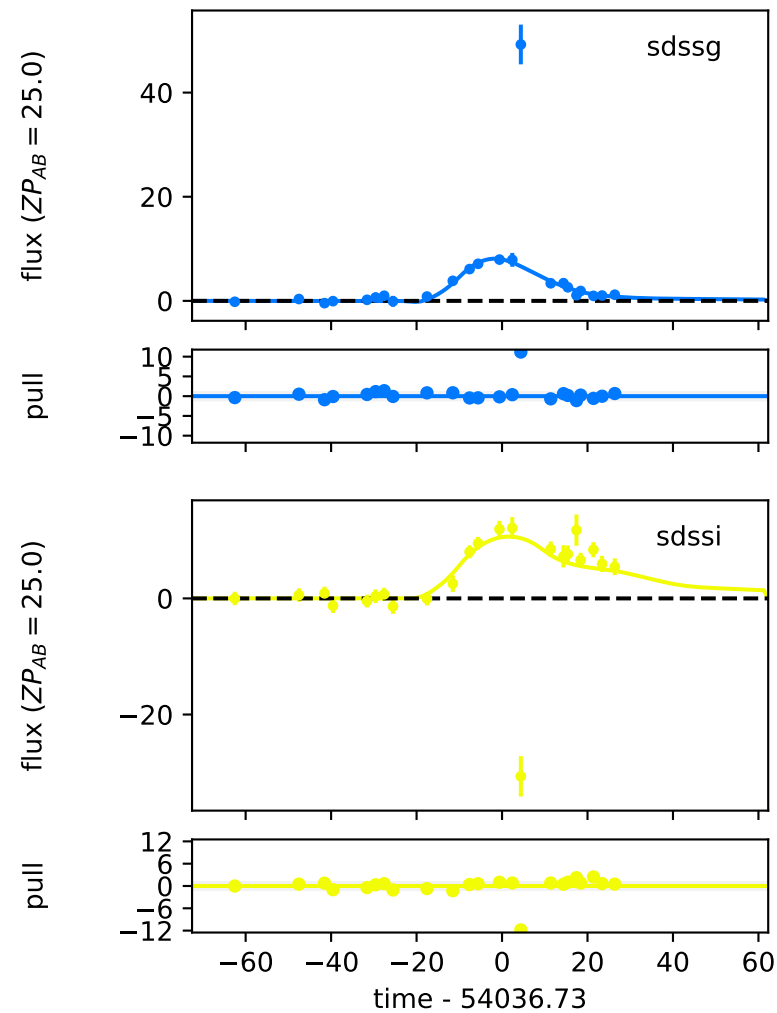 sdssg
flux (ZP_AB = 25.0)
40
20
0
pull
10
5
0
−5
−10
sdssi
flux (ZP_AB = 25.0)
0
−20
pull
12
6
0
−6
−12
−60 −40 −20 0 20 40 60
time - 54036.73